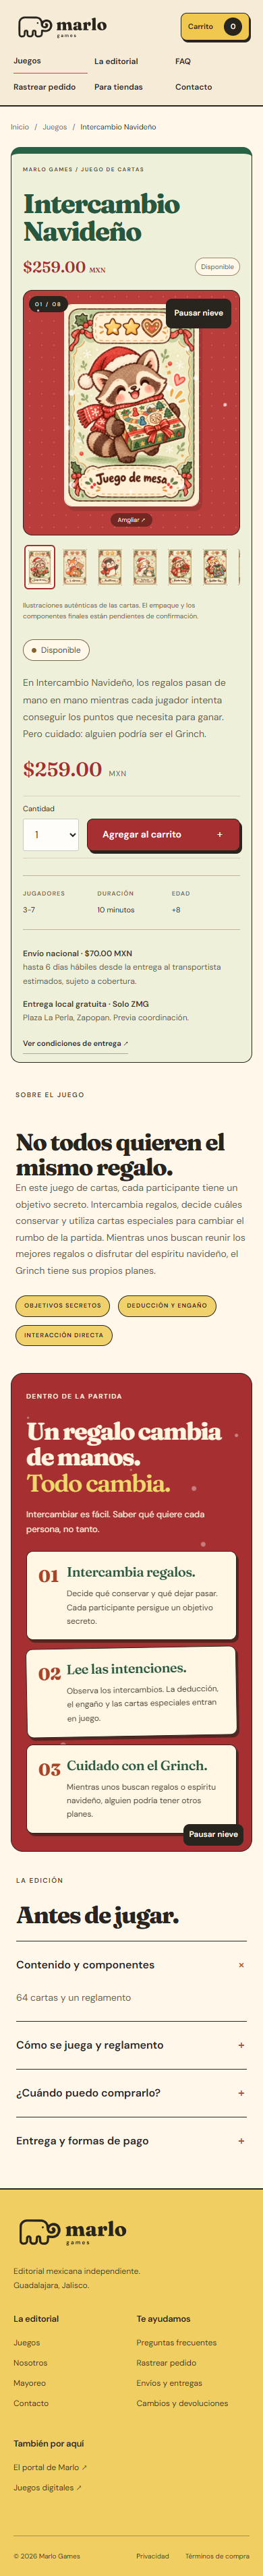 marlo
games
Carrito 0
Juegos
La editorial
FAQ
Rastrear pedido
Para tiendas
Contacto
Inicio / Juegos / Intercambio Navideño
MARLO GAMES / JUEGO DE CARTAS
Intercambio
Navideño
$259.00 MXN
Disponible
01 / 08
Pausar nieve
Juego de mesa
Ampliar ↗
Ilustraciones auténticas de las cartas. El empaque y los
componentes finales están pendientes de confirmación.
Disponible
En Intercambio Navideño, los regalos pasan de
mano en mano mientras cada jugador intenta
conseguir los puntos que necesita para ganar.
Pero cuidado: alguien podría ser el Grinch.
$259.00 MXN
Cantidad
1
Agregar al carrito +
JUGADORES
DURACIÓN
EDAD
3-7
10 minutos
+8
Envío nacional · $70.00 MXN
hasta 6 días hábiles desde la entrega al transportista
estimados, sujeto a cobertura.
Entrega local gratuita · Solo ZMG
Plaza La Perla, Zapopan. Previa coordinación.
Ver condiciones de entrega ↗
SOBRE EL JUEGO
No todos quieren el
mismo regalo.
En este juego de cartas, cada participante tiene un
objetivo secreto. Intercambia regalos, decide cuáles
conservar y utiliza cartas especiales para cambiar el
rumbo de la partida. Mientras unos buscan reunir los
mejores regalos o disfrutar del espíritu navideño, el
Grinch tiene sus propios planes.
OBJETIVOS SECRETOS
DEDUCCIÓN Y ENGAÑO
INTERACCIÓN DIRECTA
DENTRO DE LA PARTIDA
Un regalo cambia
de manos.
Todo cambia.
Intercambiar es fácil. Saber qué quiere cada
persona, no tanto.
01 Intercambia regalos.
Decide qué conservar y qué dejar pasar.
Cada participante persigue un objetivo
secreto.
02 Lee las intenciones.
Observa los intercambios. La deducción,
el engaño y las cartas especiales entran
en juego.
03 Cuidado con el Grinch.
Mientras unos buscan regalos o espíritu
navideño, alguien podría tener otros
planes.
Pausar nieve
LA EDICIÓN
Antes de jugar.
Contenido y componentes ×
64 cartas y un reglamento
Cómo se juega y reglamento +
¿Cuándo puedo comprarlo? +
Entrega y formas de pago +
marlo
games
Editorial mexicana independiente.
Guadalajara, Jalisco.
La editorial
Juegos
Nosotros
Mayoreo
Contacto
Te ayudamos
Preguntas frecuentes
Rastrear pedido
Envíos y entregas
Cambios y devoluciones
También por aquí
El portal de Marlo ↗
Juegos digitales ↗
© 2026 Marlo Games
Privacidad
Términos de compra